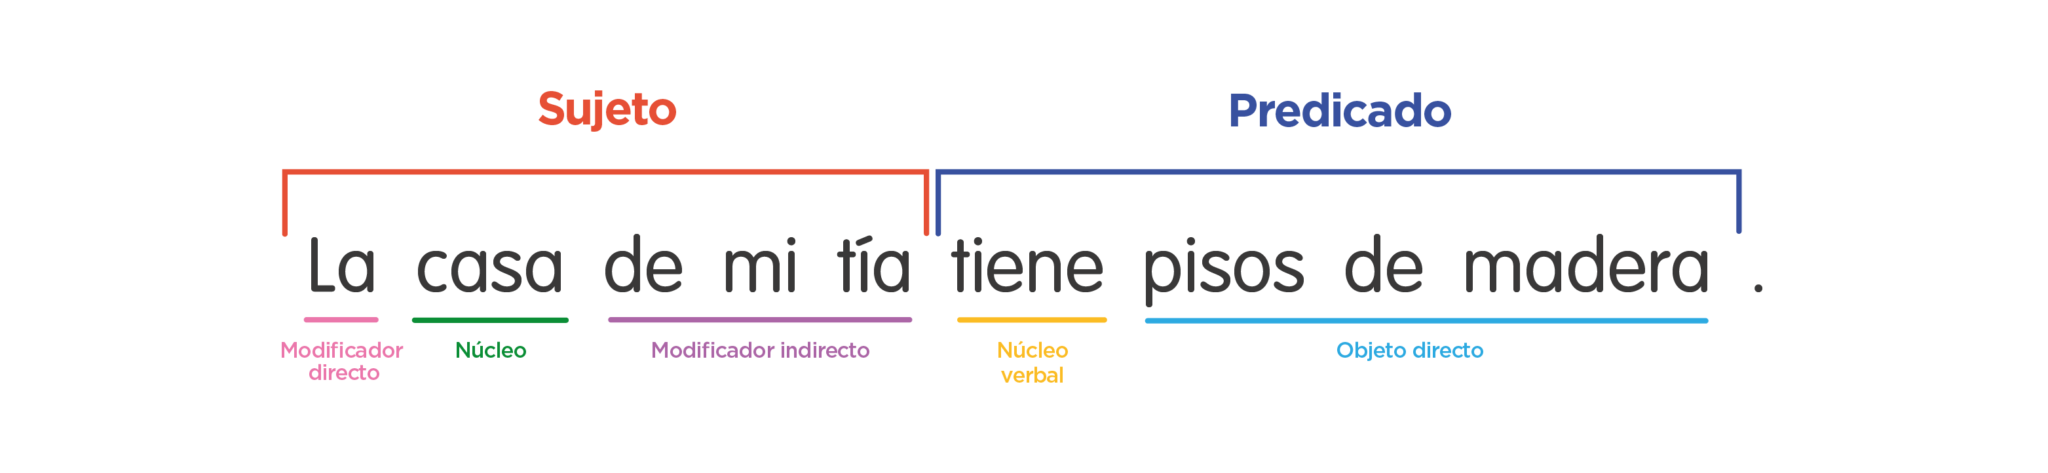 Sujeto Predicado
La casa de mi tía tiene pisos de madera .
Modificador directo Núcleo Modificador indirecto Núcleo verbal Objeto directo